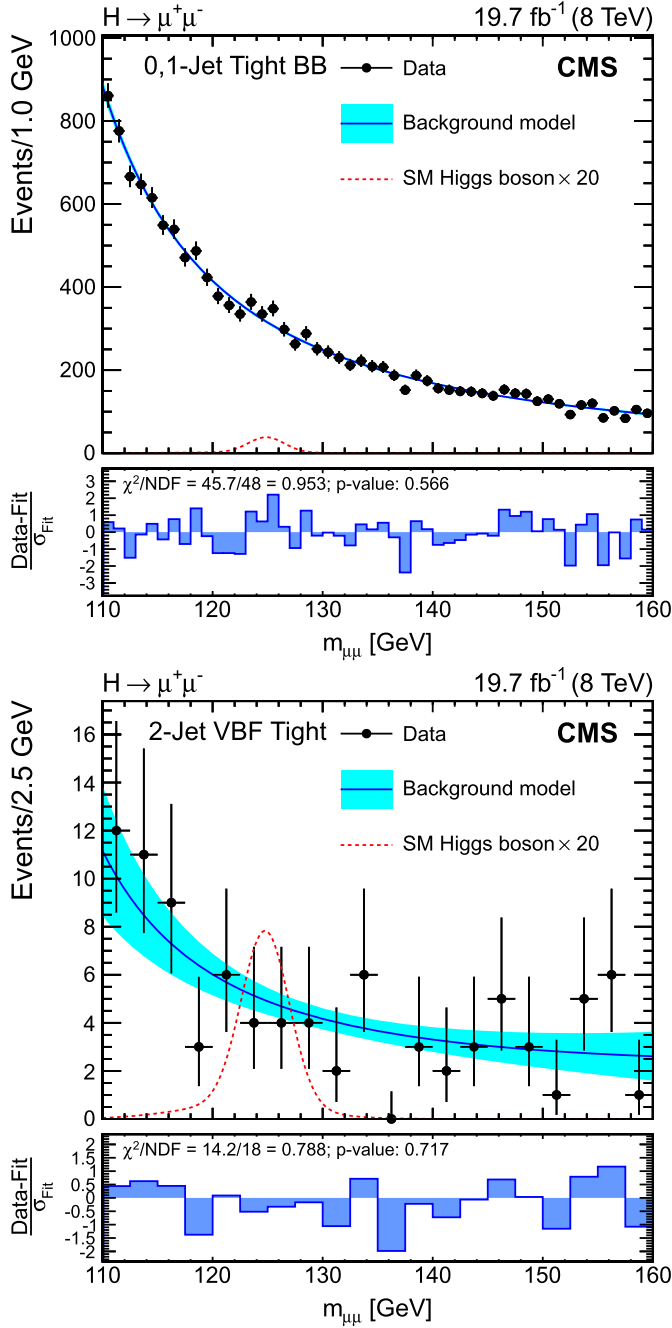 H → μ⁺μ⁻ 19.7 fb⁻¹ (8 TeV)
Events/1.0 GeV
1000
800
600
400
200
0
0,1-Jet Tight BB
Data
CMS
Background model
SM Higgs boson × 20
Data-Fit
σFit
3
2
1
0
-1
-2
-3
χ²/NDF = 45.7/48 = 0.953; p-value: 0.566
110 120 130 140 150 160
mμμ [GeV]
H → μ⁺μ⁻ 19.7 fb⁻¹ (8 TeV)
Events/2.5 GeV
16
14
12
10
8
6
4
2
0
2-Jet VBF Tight
Data
CMS
Background model
SM Higgs boson × 20
Data-Fit
σFit
2
1.5
1
0.5
0
-0.5
-1
-1.5
-2
χ²/NDF = 14.2/18 = 0.788; p-value: 0.717
110 120 130 140 150 160
mμμ [GeV]